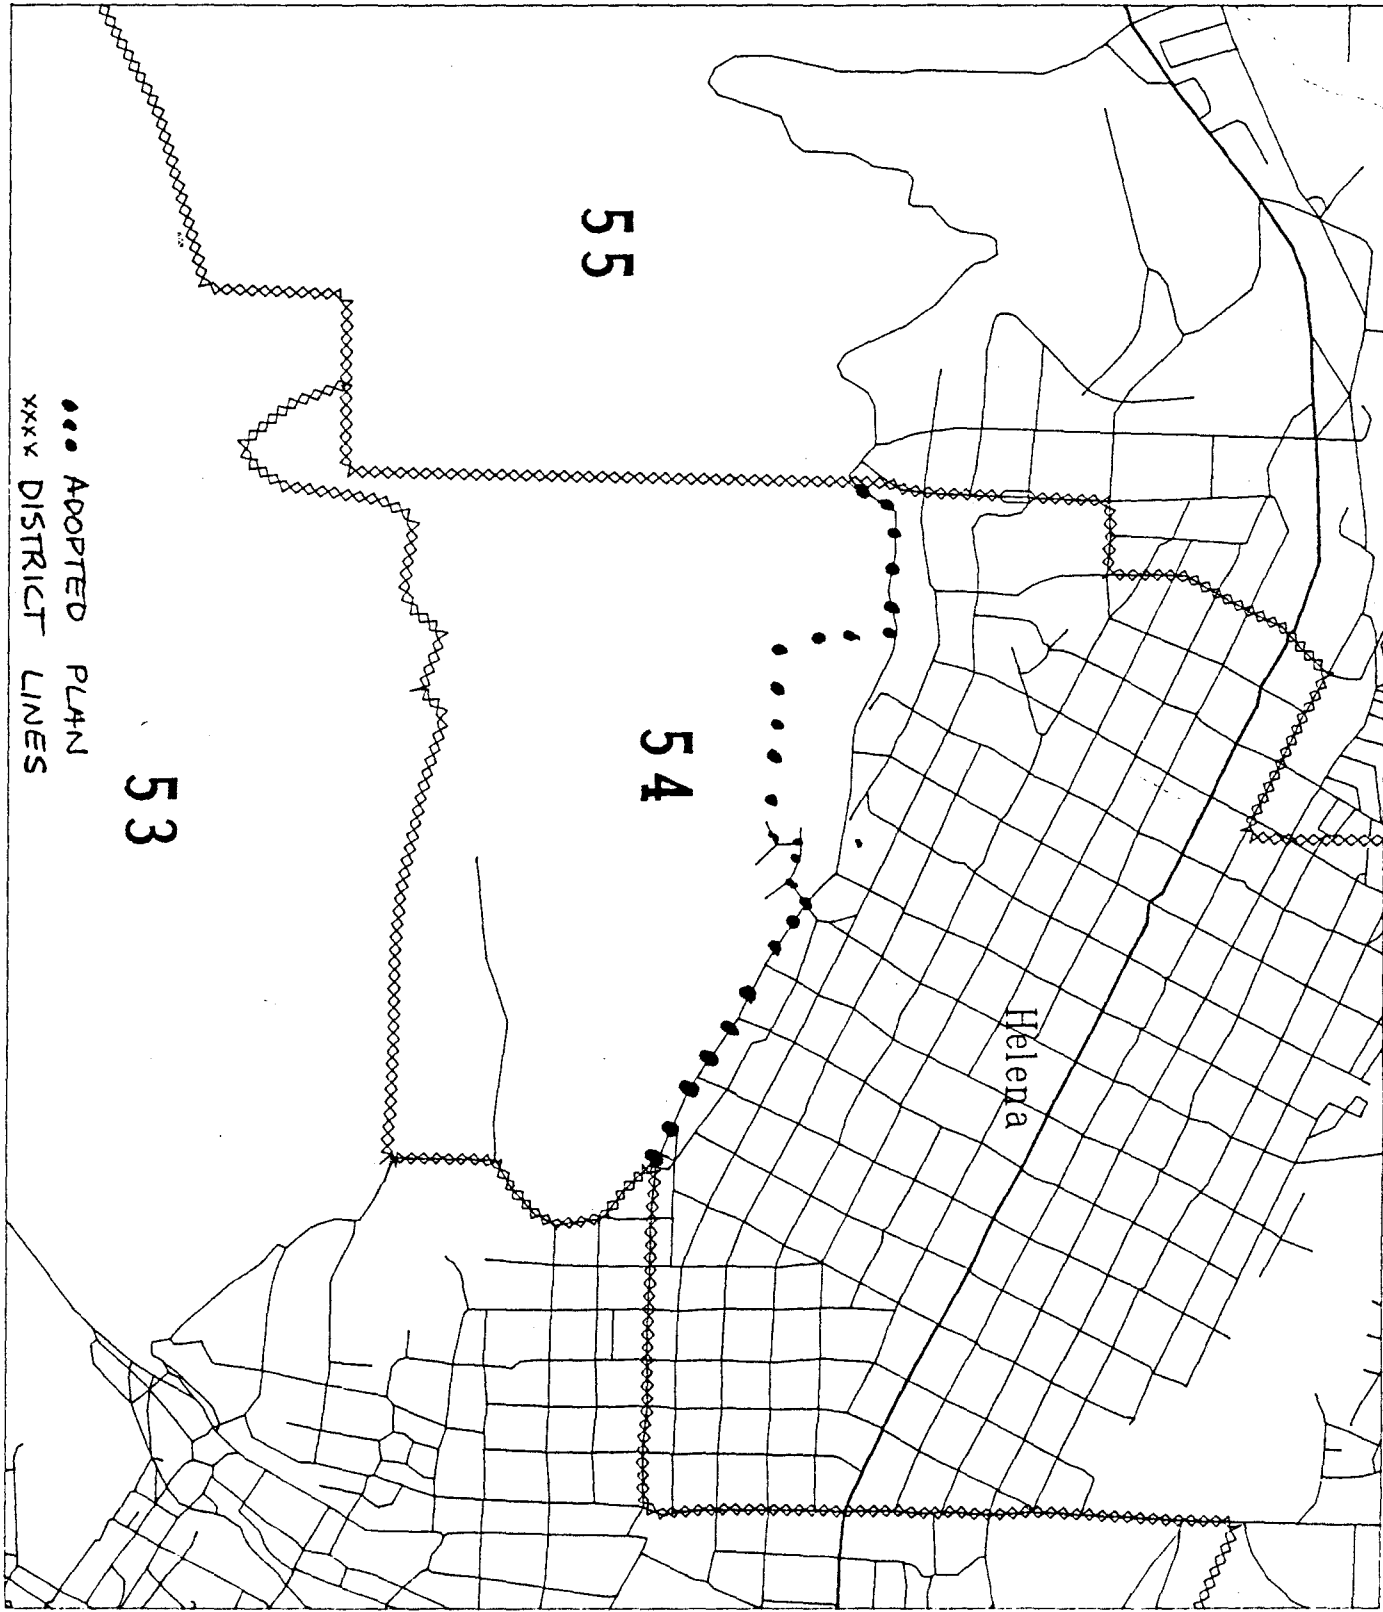 55
54
Helena
53
••• ADOPTED PLAN
xxxx DISTRICT LINES